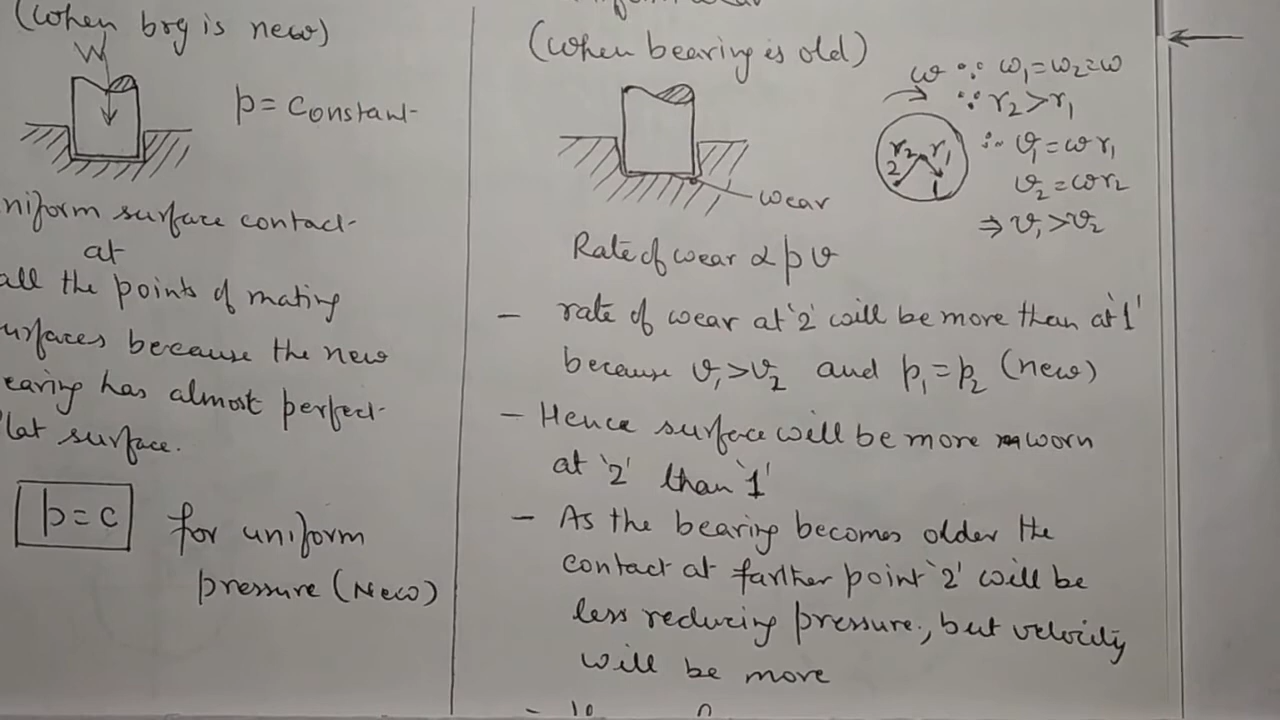 (When brg is new)
W
p = Constant
niform surface contact
at
all the points of mating
urfaces because the new
earing has almost perfect
lat surface.
p = c for uniform
pressure (New)
(When bearing is old)
wear
ω ∵ ω₁ = ω₂ = ω
∵ r₂ > r₁
r₂ r₁
2 1
∴ v₁ = ωr₁
v₂ = ωr₂
⇒ v₁ > v₂
Rate of wear ∝ p v
- rate of wear at '2' will be more than at '1'
because v₁ > v₂ and p₁ = p₂ (new)
- Hence surface will be more worn
at '2' than '1'
- As the bearing becomes older the
contact at farther point '2' will be
less reducing pressure, but velocity
will be more